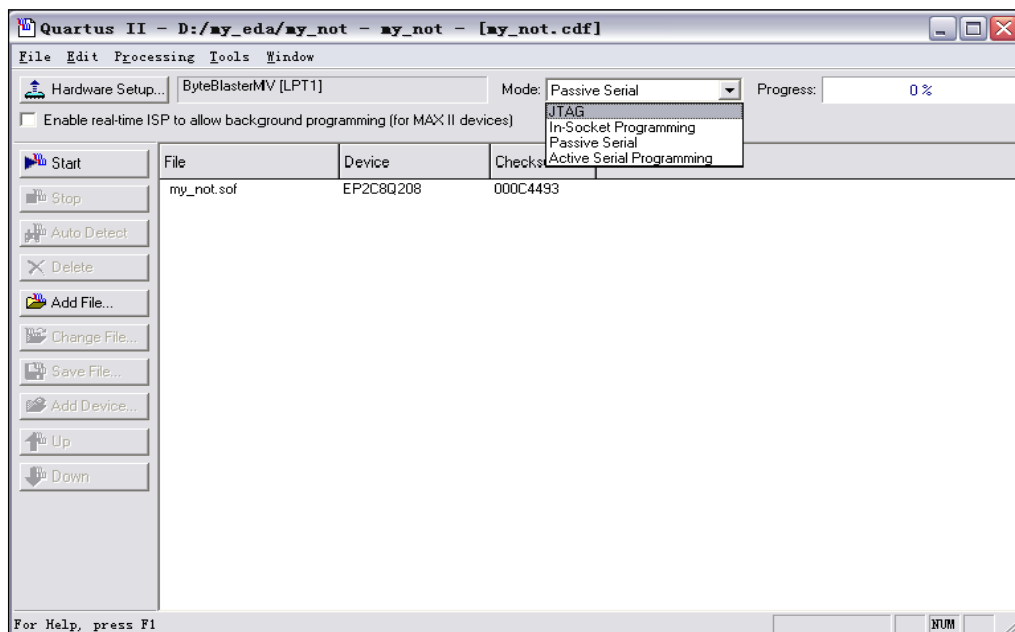 Quartus II - D:/my_eda/my_not - my_not - [my_not.cdf]
File Edit Processing Tools Window
Hardware Setup... ByteBlasterMV [LPT1] Mode: Passive Serial Progress: 0 %
JTAG
Enable real-time ISP to allow background programming (for MAX II devices)
In-Socket Programming
Passive Serial
Active Serial Programming
Start File Device Checks
my_not.sof EP2C8Q208 000C4493
Stop
Auto Detect
Delete
Add File...
Change File...
Save File...
Add Device...
Up
Down
For Help, press F1 NUM